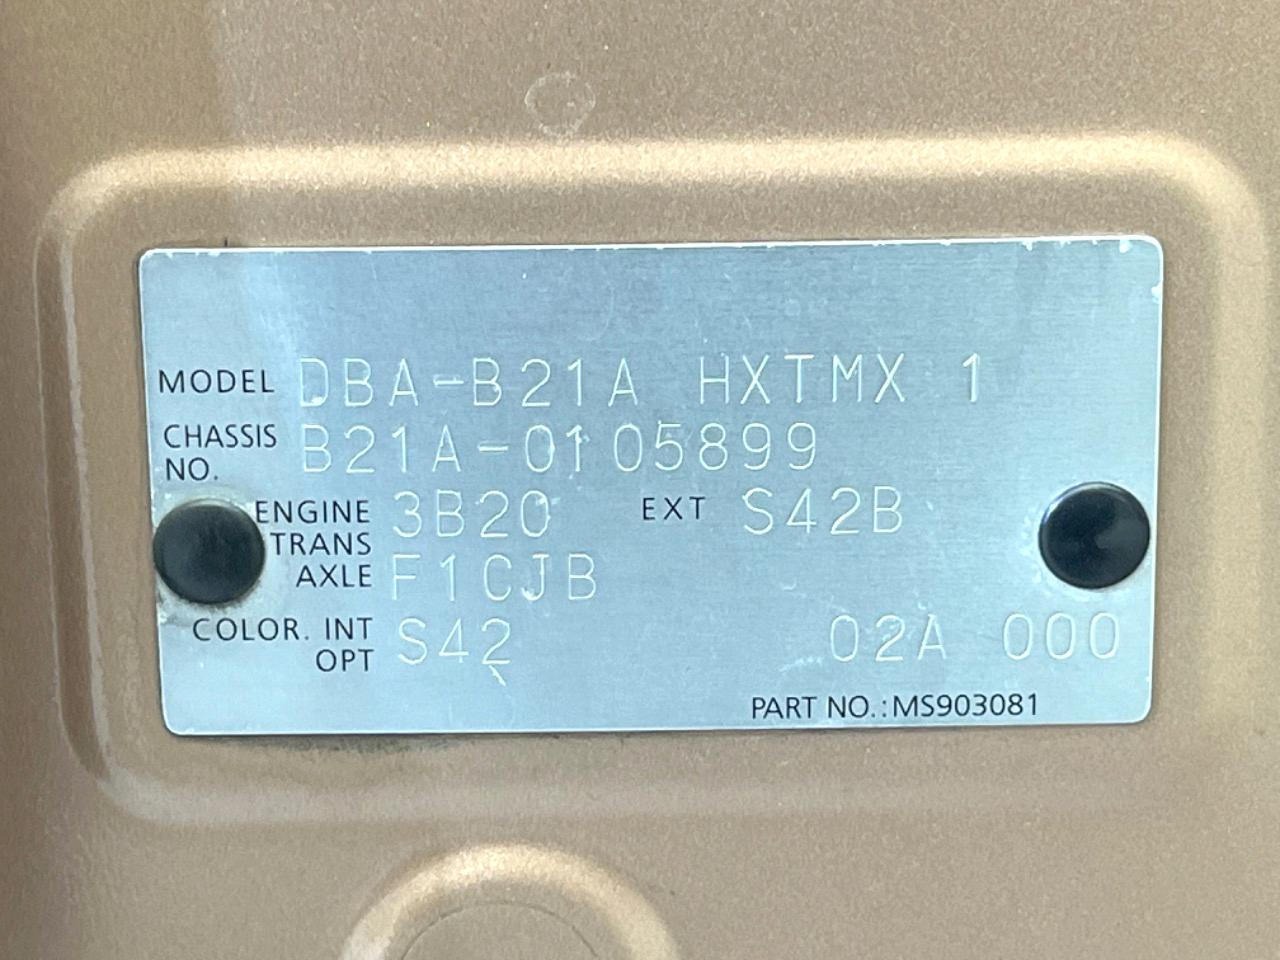 MODEL DBA-B21A HXTMX 1
CHASSIS NO. B21A-0105899
ENGINE 3B20 EXT S42B
TRANS AXLE F1CJB
COLOR. INT OPT S42 02A 000
PART NO.:MS903081